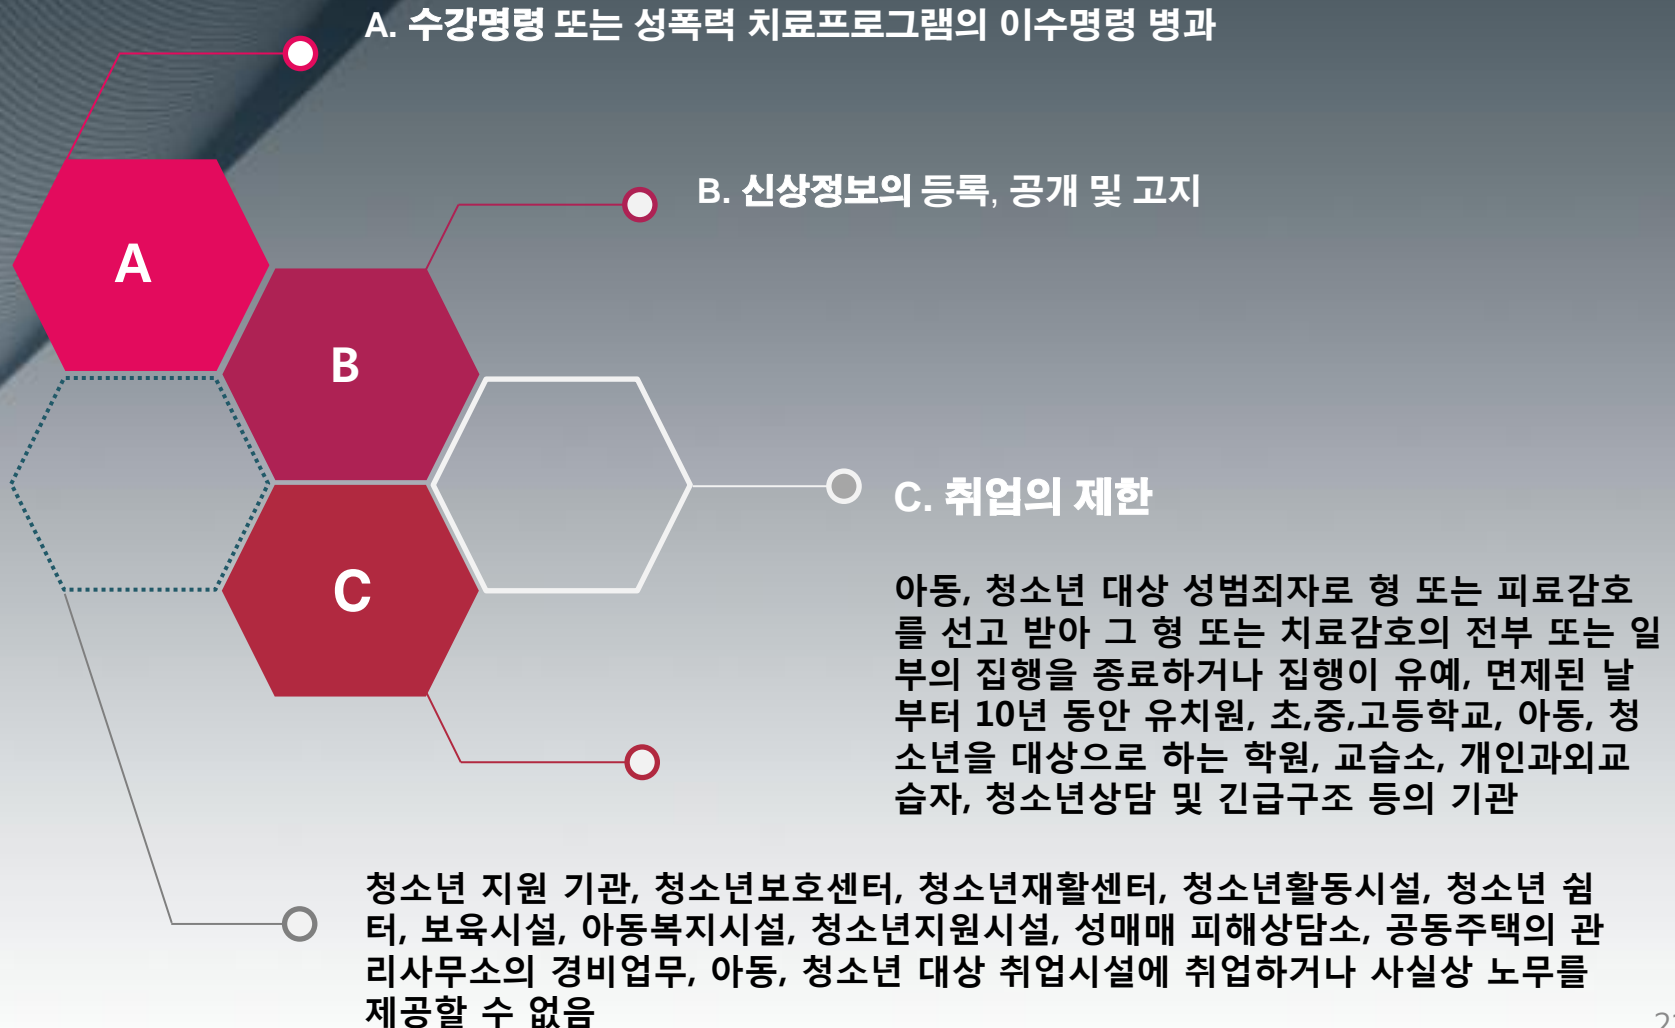 A. 수강명령 또는 성폭력 치료프로그램의 이수명령 병과
B. 신상정보의 등록, 공개 및 고지
A
B
C. 취업의 제한
C
아동, 청소년 대상 성범죄자로 형 또는 피료감호
를 선고 받아 그 형 또는 치료감호의 전부 또는 일
부의 집행을 종료하거나 집행이 유예, 면제된 날
부터 10년 동안 유치원, 초,중,고등학교, 아동, 청
소년을 대상으로 하는 학원, 교습소, 개인과외교
습자, 청소년상담 및 긴급구조 등의 기관
청소년 지원 기관, 청소년보호센터, 청소년재활센터, 청소년활동시설, 청소년 쉼
터, 보육시설, 아동복지시설, 청소년지원시설, 성매매 피해상담소, 공동주택의 관
리사무소의 경비업무, 아동, 청소년 대상 취업시설에 취업하거나 사실상 노무를
제공할 수 없음